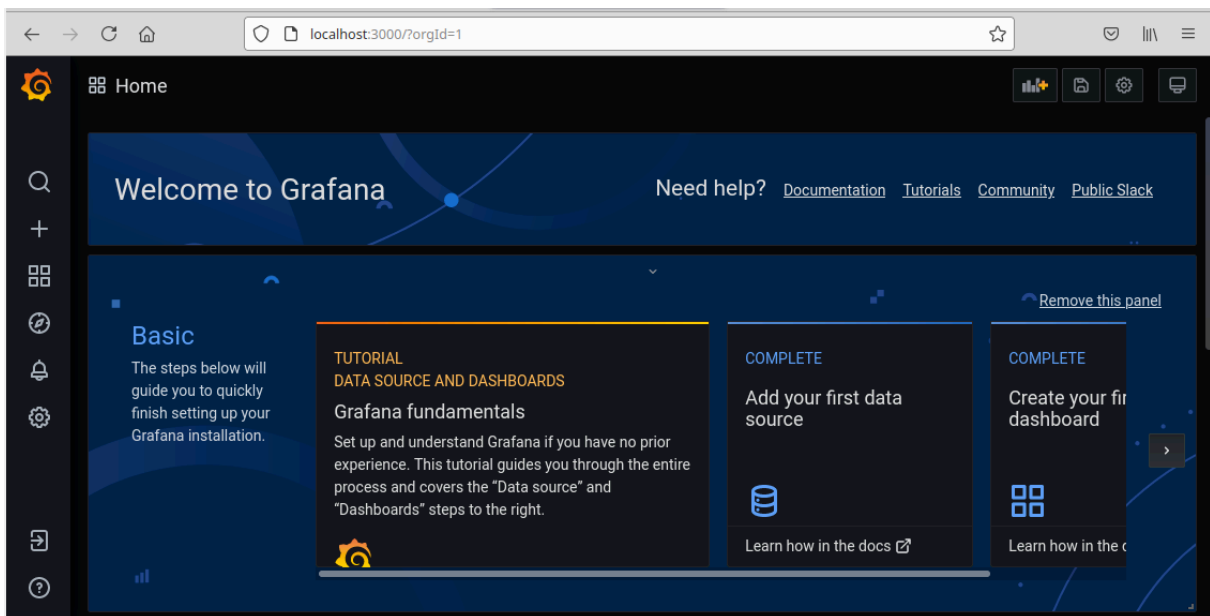 localhost:3000/?orgId=1
Home
Welcome to Grafana
Need help? Documentation Tutorials Community Public Slack
Remove this panel
Basic
The steps below will
guide you to quickly
finish setting up your
Grafana installation.
TUTORIAL
DATA SOURCE AND DASHBOARDS
Grafana fundamentals
Set up and understand Grafana if you have no prior
experience. This tutorial guides you through the entire
process and covers the “Data source” and
“Dashboards” steps to the right.
COMPLETE
Add your first data
source
Learn how in the docs
COMPLETE
Create your fir
dashboard
Learn how in the